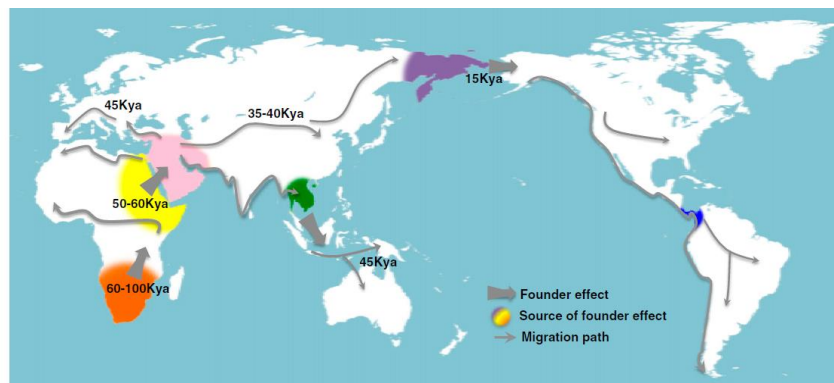 15Kya
45Kya
35-40Kya
50-60Kya
45Kya
60-100Kya
Founder effect
Source of founder effect
Migration path